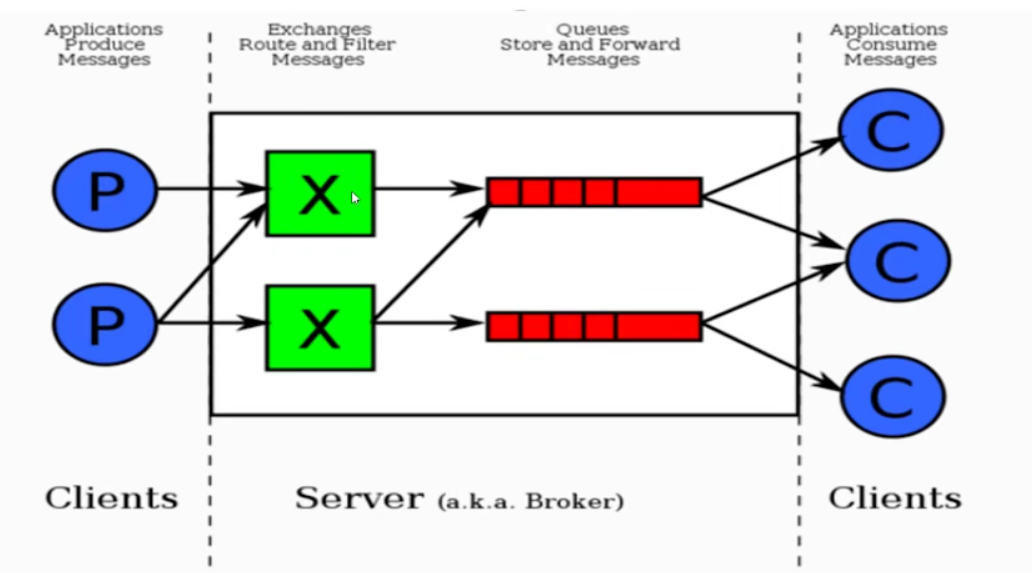 Applications
Produce
Messages
Exchanges
Route and Filter
Messages
Queues
Store and Forward
Messages
Applications
Consume
Messages
P
X
C
C
P
X
C
Clients
Server (a.k.a. Broker)
Clients